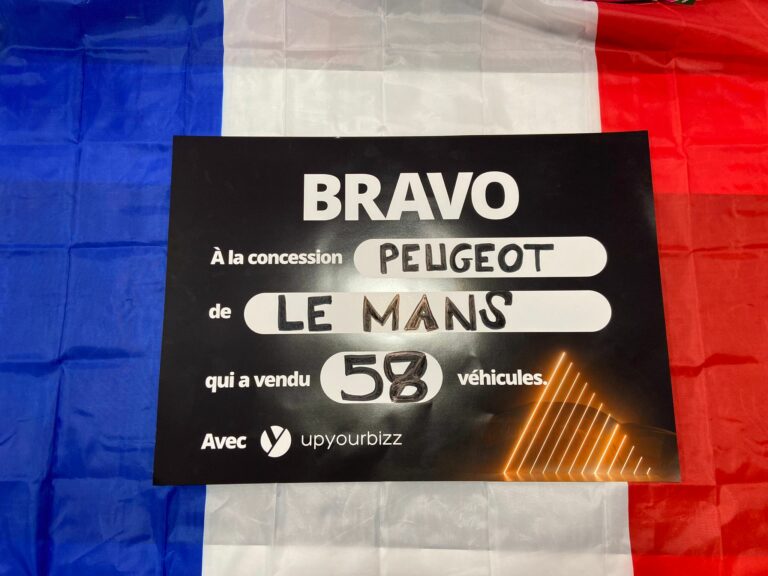 BRAVO
À la concession PEUGEOT
de LE MANS
qui a vendu 58 véhicules.
Avec upyourbizz